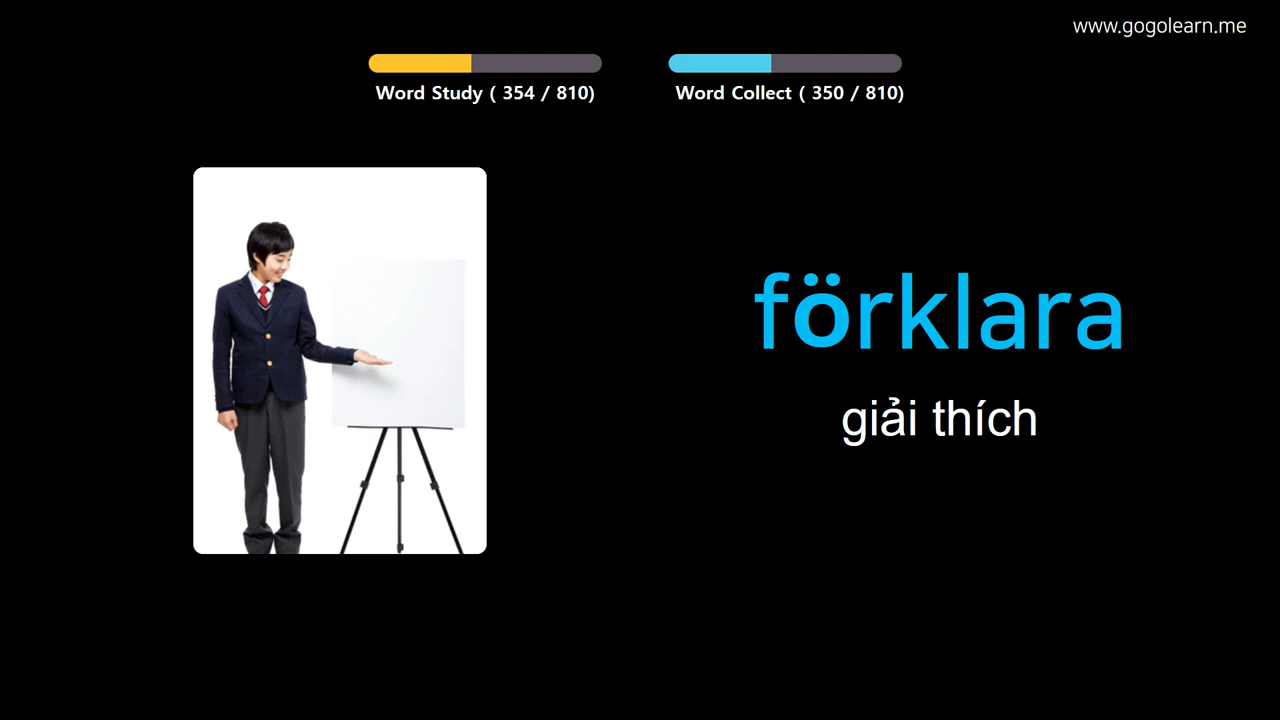 www.gogolearn.me
Word Study ( 354 / 810)
Word Collect ( 350 / 810)
förklara
giải thích